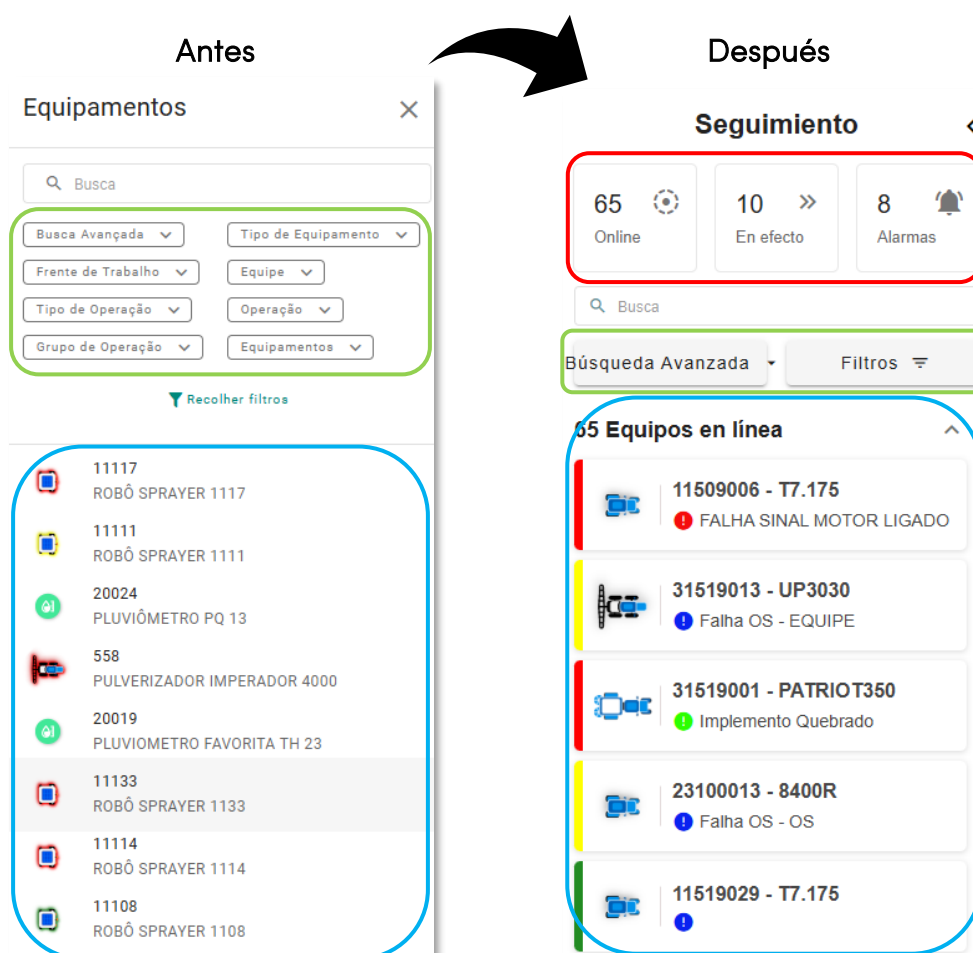 Antes
Equipamentos
Busca
Busca Avançada
Tipo de Equipamento
Frente de Trabalho
Equipe
Tipo de Operação
Operação
Grupo de Operação
Equipamentos
Recolher filtros
11117
ROBÔ SPRAYER 1117
11111
ROBÔ SPRAYER 1111
20024
PLUVIÔMETRO PQ 13
558
PULVERIZADOR IMPERADOR 4000
20019
PLUVIOMETRO FAVORITA TH 23
11133
ROBÔ SPRAYER 1133
11114
ROBÔ SPRAYER 1114
11108
ROBÔ SPRAYER 1108
Después
Seguimiento
65
Online
10
En efecto
8
Alarmas
Busca
Búsqueda Avanzada
Filtros
65 Equipos en línea
11509006 - T7.175
FALHA SINAL MOTOR LIGADO
31519013 - UP3030
Falha OS - EQUIPE
31519001 - PATRIOT350
Implemento Quebrado
23100013 - 8400R
Falha OS - OS
11519029 - T7.175